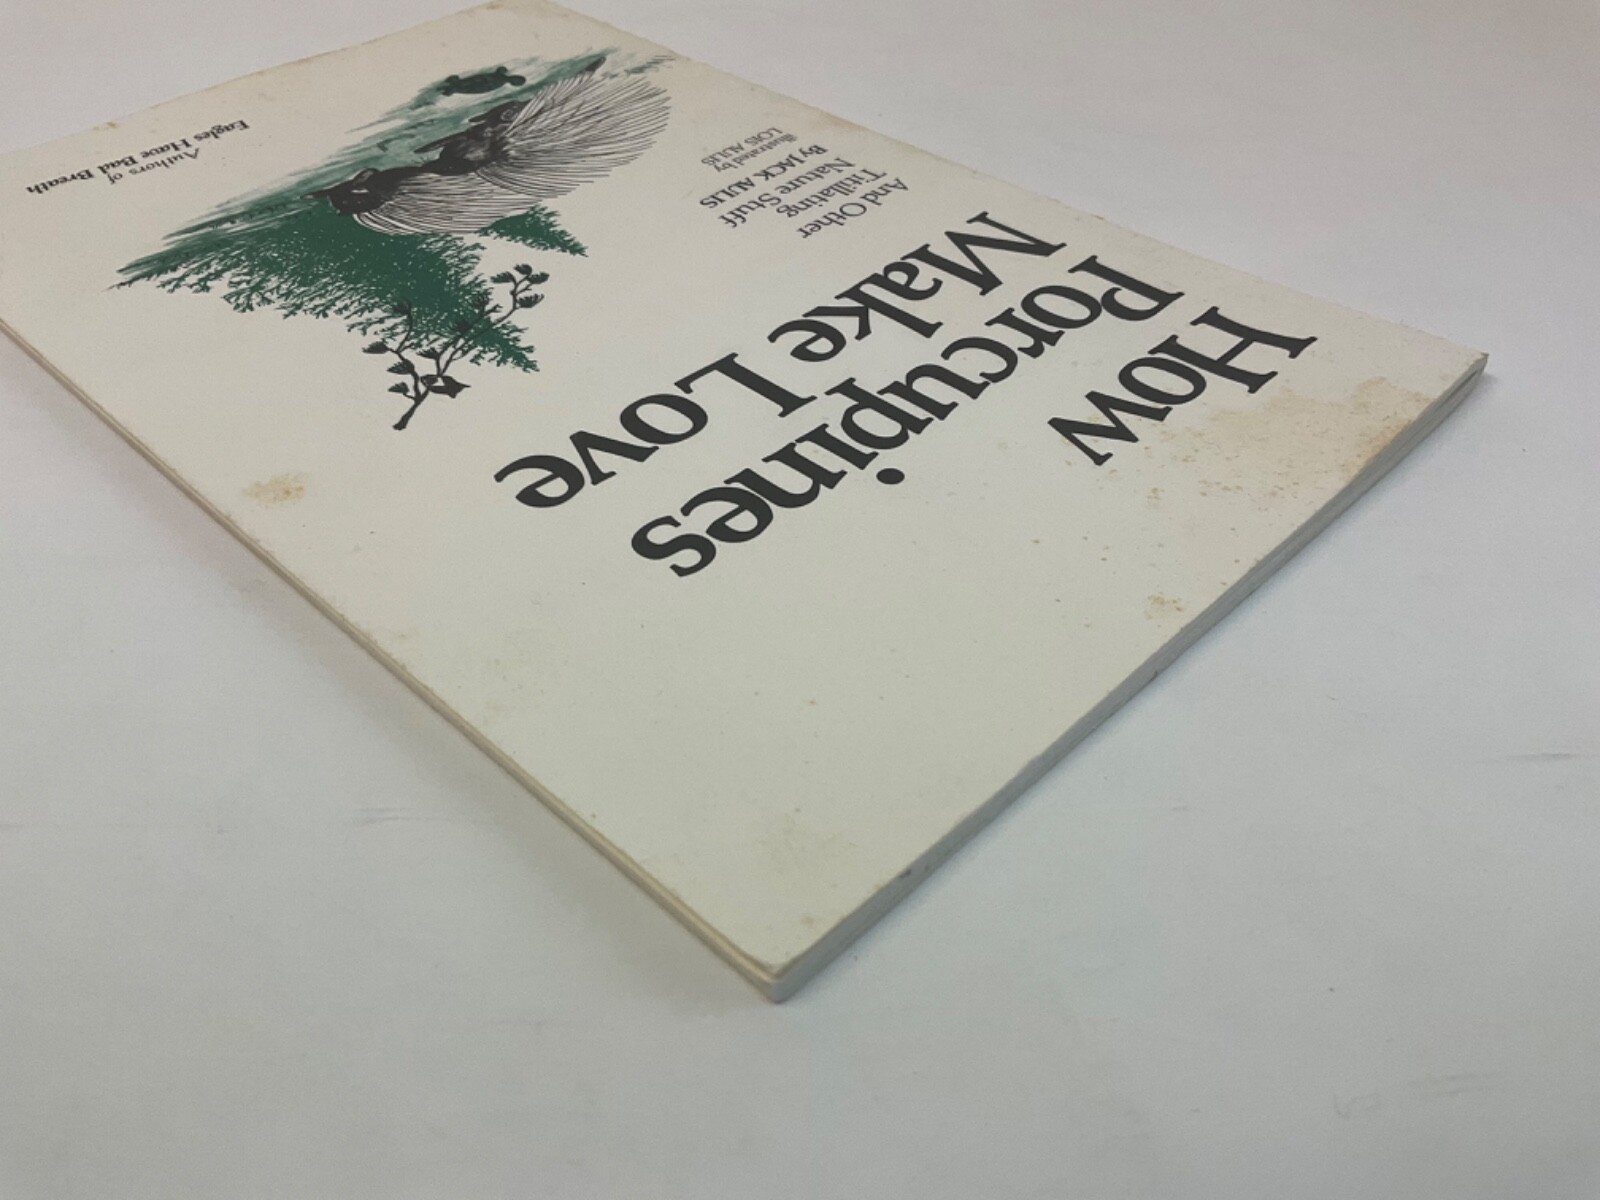 How
Porcupines
Make Love
And Other
Titillating
Nature Stuff
By JACK AULIS
illustrated by
LOIS AULIS
Authors of
Eagles Have Bad Breath